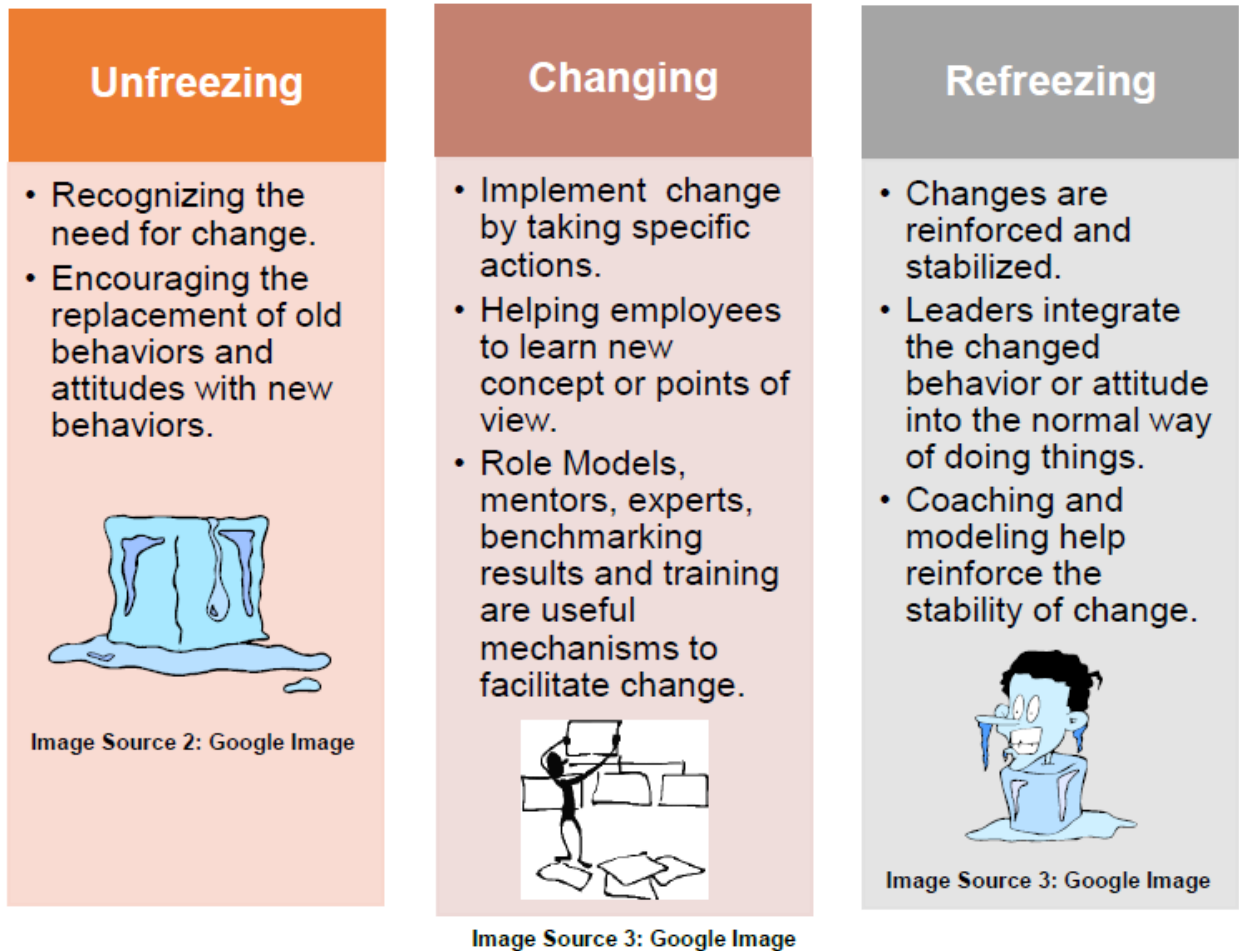 Unfreezing
• Recognizing the
need for change.
• Encouraging the
replacement of old
behaviors and
attitudes with new
behaviors.
Image Source 2: Google Image
Changing
• Implement change
by taking specific
actions.
• Helping employees
to learn new
concept or points of
view.
• Role Models,
mentors, experts,
benchmarking
results and training
are useful
mechanisms to
facilitate change.
Image Source 3: Google Image
Refreezing
• Changes are
reinforced and
stabilized.
• Leaders integrate
the changed
behavior or attitude
into the normal way
of doing things.
• Coaching and
modeling help
reinforce the
stability of change.
Image Source 3: Google Image